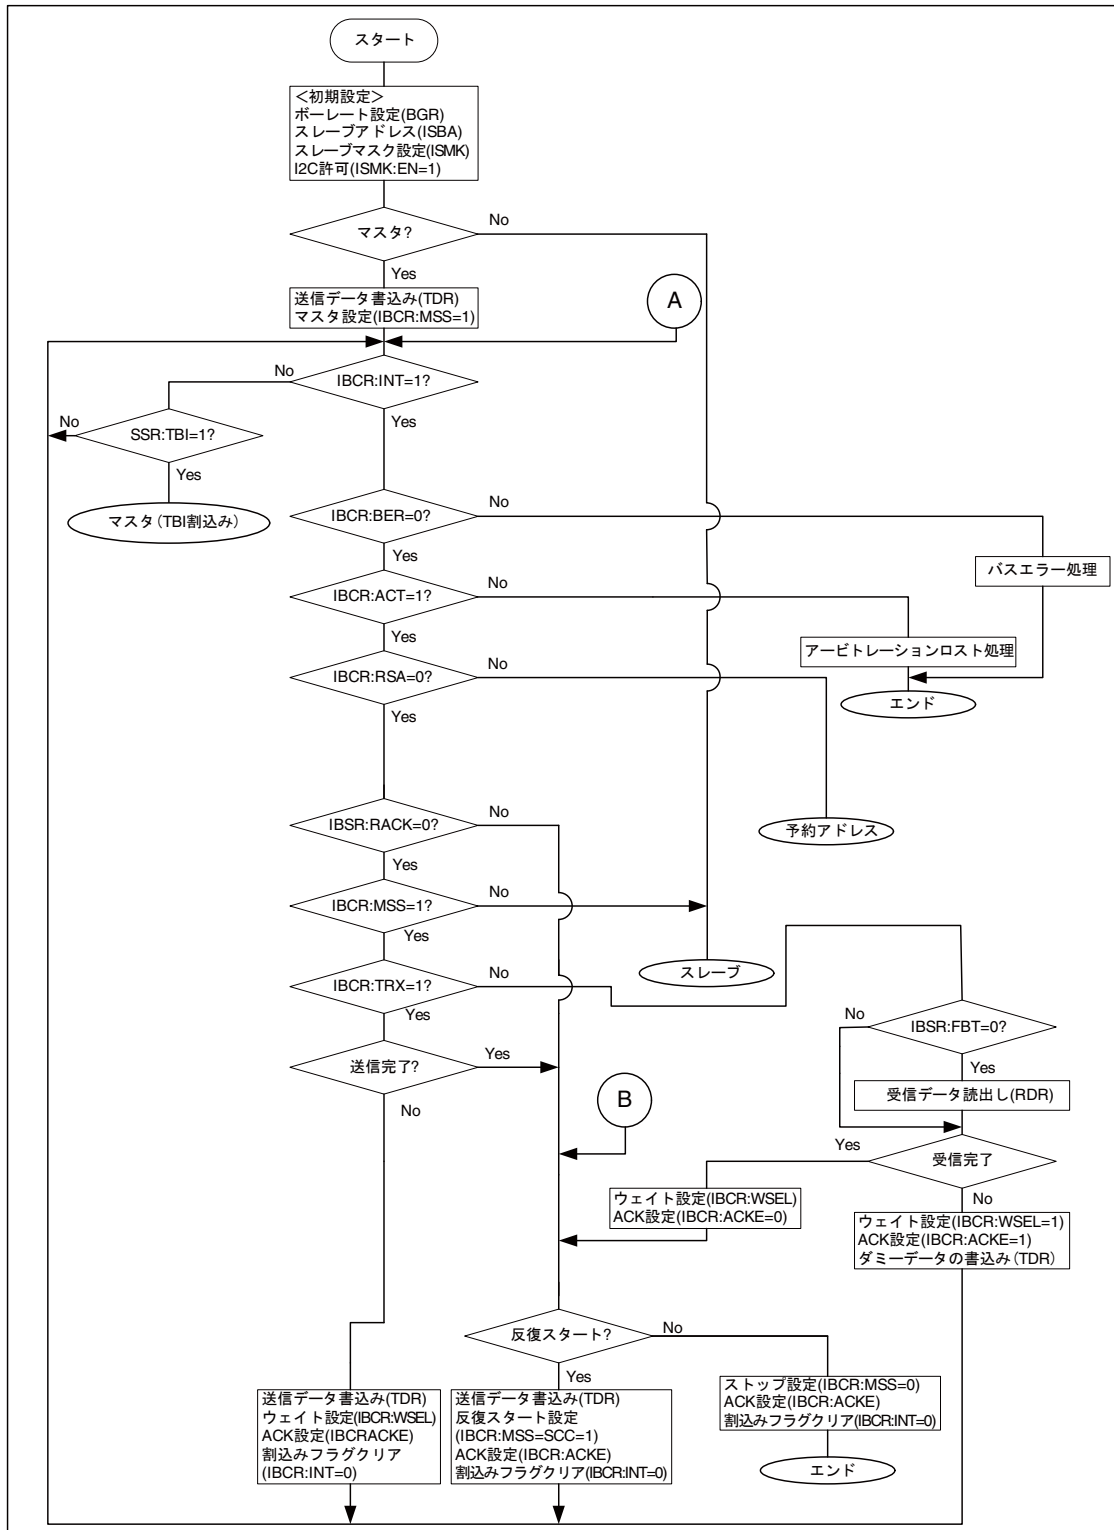 スタート
<初期設定>
ボーレート設定(BGR)
スレーブアドレス(ISBA)
スレーブマスク設定(ISMK)
I2C許可(ISMK:EN=1)
マスタ?
No
Yes
送信データ書込み(TDR)
マスタ設定(IBCR:MSS=1)
A
IBCR:INT=1?
No
Yes
SSR:TBI=1?
No
Yes
マスタ(TBI割込み)
IBCR:BER=0?
No
Yes
バスエラー処理
IBCR:ACT=1?
No
Yes
アービトレーションロスト処理
エンド
IBCR:RSA=0?
No
Yes
予約アドレス
IBSR:RACK=0?
No
Yes
IBCR:MSS=1?
No
Yes
スレーブ
IBCR:TRX=1?
No
Yes
IBSR:FBT=0?
No
Yes
受信データ読出し(RDR)
送信完了?
Yes
No
B
受信完了
Yes
No
ウェイト設定(IBCR:WSEL)
ACK設定(IBCR:ACKE=0)
ウェイト設定(IBCR:WSEL=1)
ACK設定(IBCR:ACKE=1)
ダミーデータの書込み(TDR)
反復スタート?
No
Yes
送信データ書込み(TDR)
ウェイト設定(IBCR:WSEL)
ACK設定(IBCRACKE)
割込みフラグクリア
(IBCR:INT=0)
送信データ書込み(TDR)
反復スタート設定
(IBCR:MSS=SCC=1)
ACK設定(IBCR:ACKE)
割込みフラグクリア(IBCR:INT=0)
ストップ設定(IBCR:MSS=0)
ACK設定(IBCR:ACKE)
割込みフラグクリア(IBCR:INT=0)
エンド